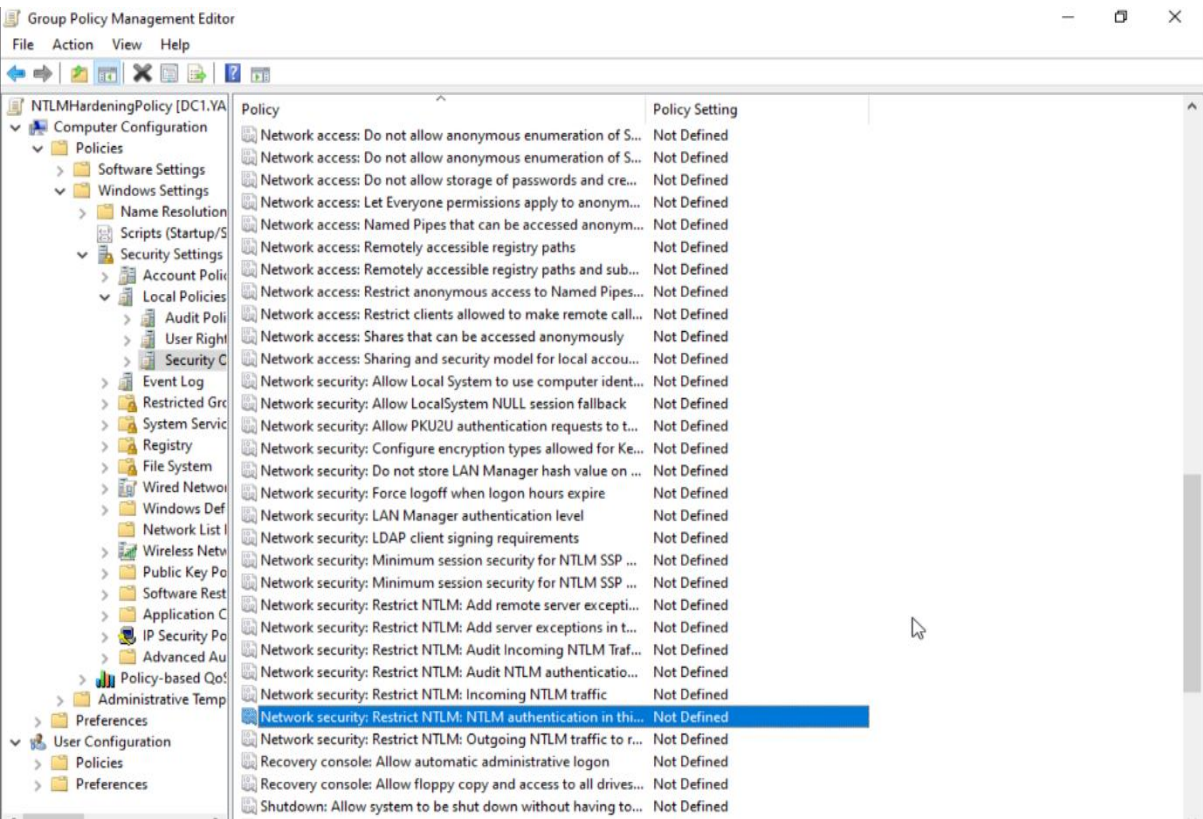 Group Policy Management Editor
File Action View Help
NTLMHardeningPolicy [DC1.YA
Computer Configuration
Policies
Software Settings
Windows Settings
Name Resolution
Scripts (Startup/S
Security Settings
Account Polic
Local Policies
Audit Poli
User Right
Security O
Event Log
Restricted Gro
System Servic
Registry
File System
Wired Networ
Windows Def
Network List
Wireless Netw
Public Key Po
Software Rest
Application C
IP Security Po
Advanced Au
Policy-based QoS
Administrative Temp
Preferences
User Configuration
Policies
Preferences
Policy Policy Setting
Network access: Do not allow anonymous enumeration of S... Not Defined
Network access: Do not allow anonymous enumeration of S... Not Defined
Network access: Do not allow storage of passwords and cre... Not Defined
Network access: Let Everyone permissions apply to anonym... Not Defined
Network access: Named Pipes that can be accessed anonym... Not Defined
Network access: Remotely accessible registry paths Not Defined
Network access: Remotely accessible registry paths and sub... Not Defined
Network access: Restrict anonymous access to Named Pipes... Not Defined
Network access: Restrict clients allowed to make remote call... Not Defined
Network access: Shares that can be accessed anonymously Not Defined
Network access: Sharing and security model for local accou... Not Defined
Network security: Allow Local System to use computer ident... Not Defined
Network security: Allow LocalSystem NULL session fallback Not Defined
Network security: Allow PKU2U authentication requests to t... Not Defined
Network security: Configure encryption types allowed for Ke... Not Defined
Network security: Do not store LAN Manager hash value on ... Not Defined
Network security: Force logoff when logon hours expire Not Defined
Network security: LAN Manager authentication level Not Defined
Network security: LDAP client signing requirements Not Defined
Network security: Minimum session security for NTLM SSP ... Not Defined
Network security: Minimum session security for NTLM SSP ... Not Defined
Network security: Restrict NTLM: Add remote server excepti... Not Defined
Network security: Restrict NTLM: Add server exceptions in t... Not Defined
Network security: Restrict NTLM: Audit Incoming NTLM Traf... Not Defined
Network security: Restrict NTLM: Audit NTLM authenticatio... Not Defined
Network security: Restrict NTLM: Incoming NTLM traffic Not Defined
Network security: Restrict NTLM: NTLM authentication in thi... Not Defined
Network security: Restrict NTLM: Outgoing NTLM traffic to r... Not Defined
Recovery console: Allow automatic administrative logon Not Defined
Recovery console: Allow floppy copy and access to all drives... Not Defined
Shutdown: Allow system to be shut down without having to... Not Defined